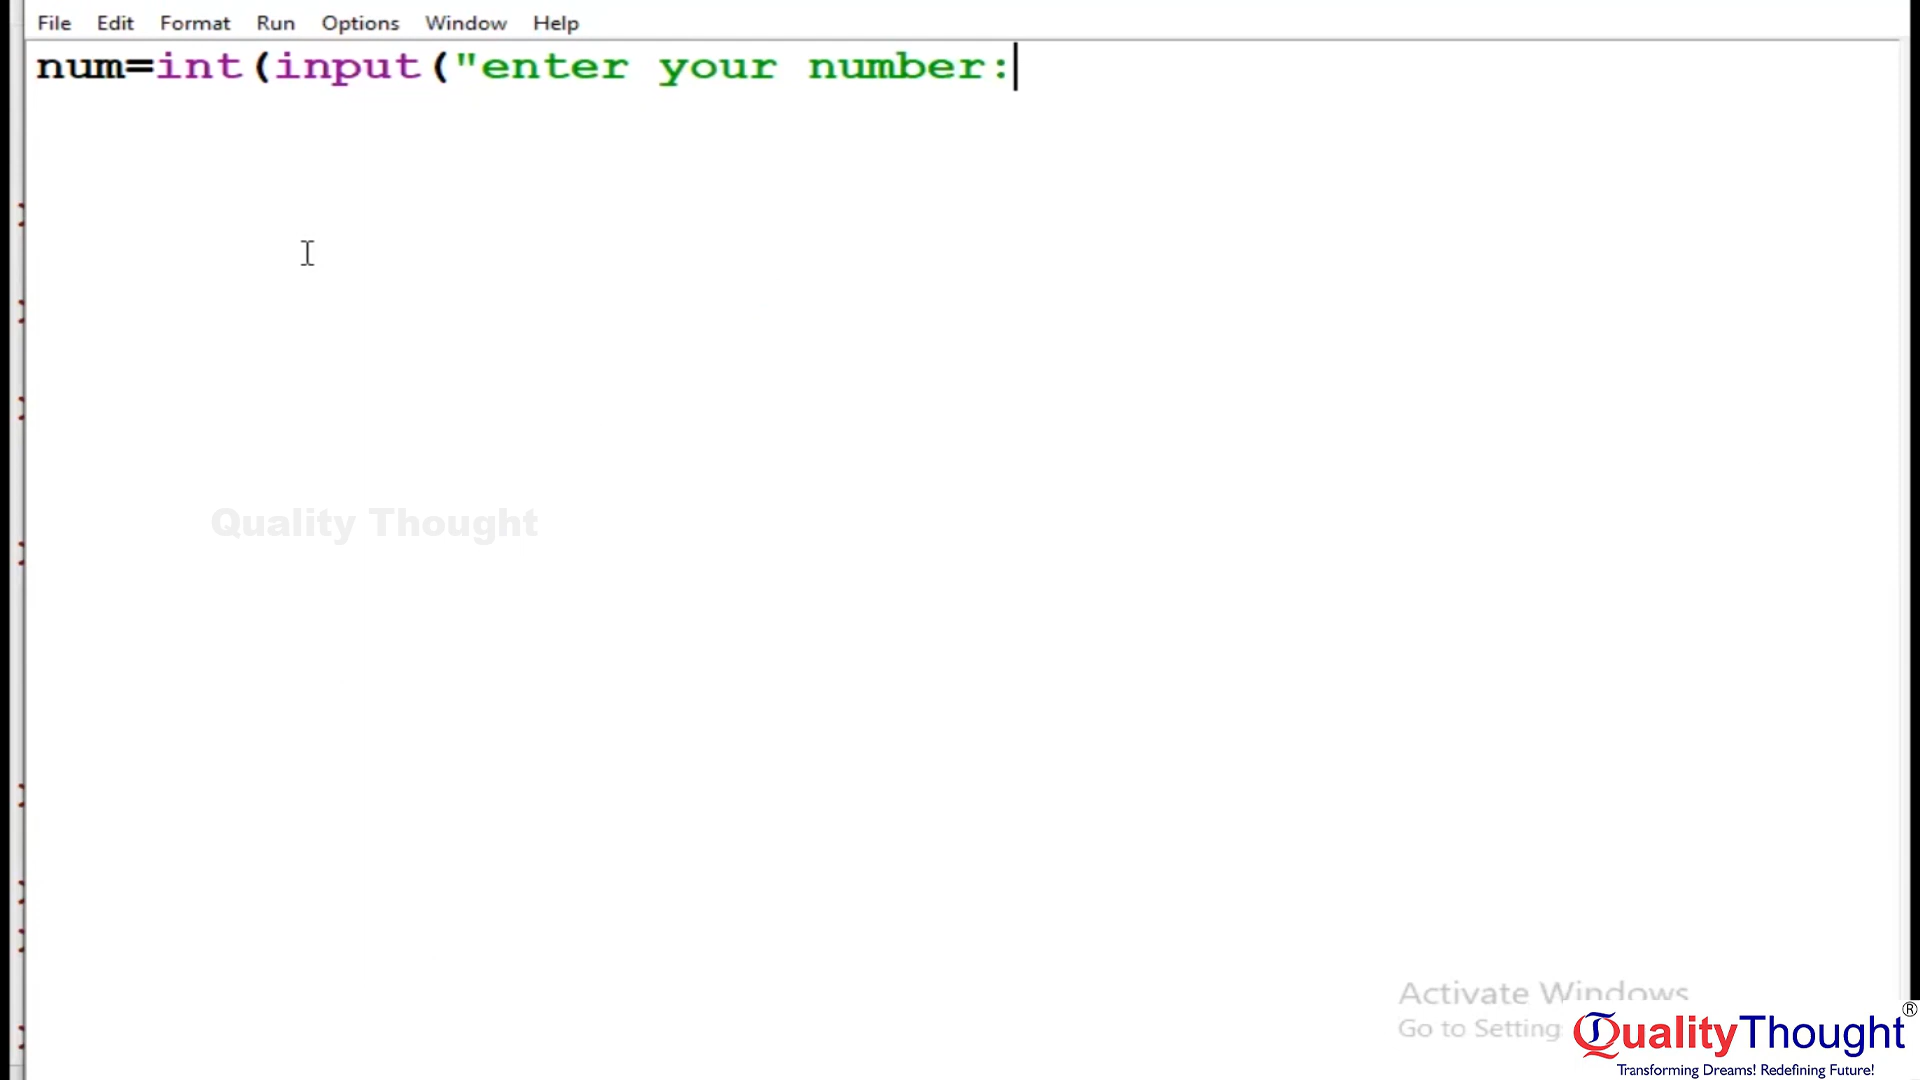 File Edit Format Run Options Window Help
num=int(input("enter your number:
Quality Thought
Activate Windows
Go to Setting
QualityThought®
Transforming Dreams! Redefining Future!